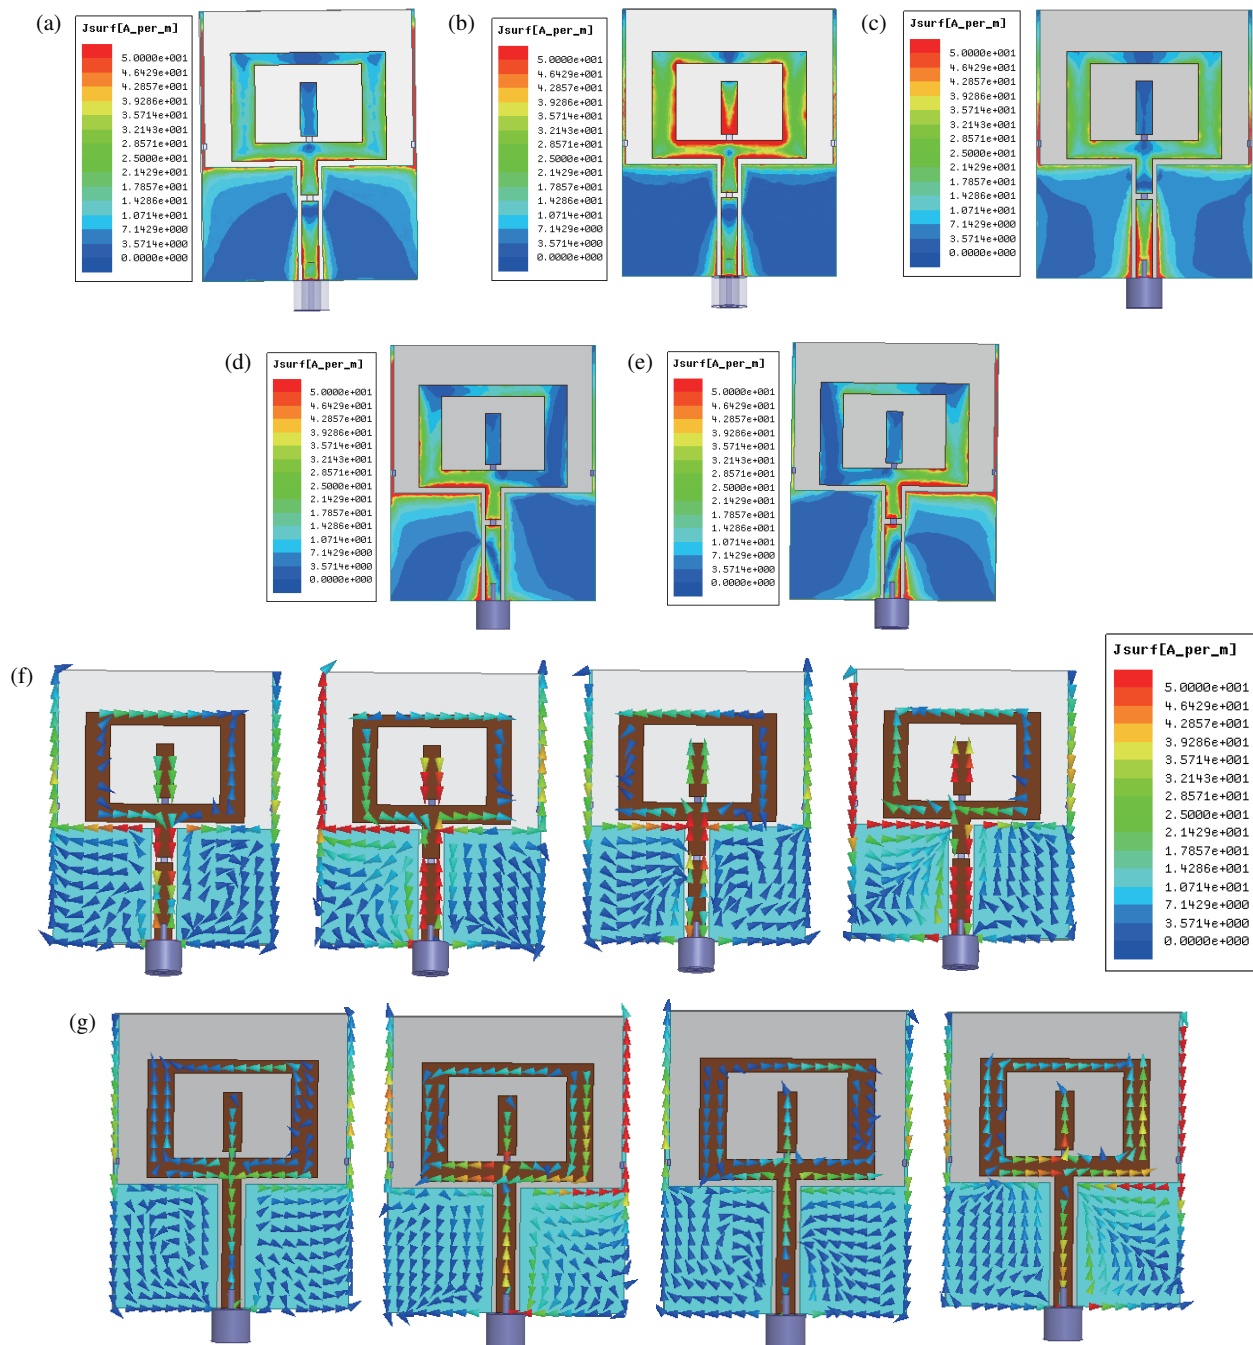 (a)
Jsurf[A_per_m]
5.0000e+001
4.6429e+001
4.2857e+001
3.9286e+001
3.5714e+001
3.2143e+001
2.8571e+001
2.5000e+001
2.1429e+001
1.7857e+001
1.4286e+001
1.0714e+001
7.1429e+000
3.5714e+000
0.0000e+000
(b)
Jsurf[A_per_m]
5.0000e+001
4.6429e+001
4.2857e+001
3.9286e+001
3.5714e+001
3.2143e+001
2.8571e+001
2.5000e+001
2.1429e+001
1.7857e+001
1.4286e+001
1.0714e+001
7.1429e+000
3.5714e+000
0.0000e+000
(c)
Jsurf[A_per_m]
5.0000e+001
4.6429e+001
4.2857e+001
3.9286e+001
3.5714e+001
3.2143e+001
2.8571e+001
2.5000e+001
2.1429e+001
1.7857e+001
1.4286e+001
1.0714e+001
7.1429e+000
3.5714e+000
0.0000e+000
(d)
Jsurf[A_per_m]
5.0000e+001
4.6429e+001
4.2857e+001
3.9286e+001
3.5714e+001
3.2143e+001
2.8571e+001
2.5000e+001
2.1429e+001
1.7857e+001
1.4286e+001
1.0714e+001
7.1429e+000
3.5714e+000
0.0000e+000
(e)
Jsurf[A_per_m]
5.0000e+001
4.6429e+001
4.2857e+001
3.9286e+001
3.5714e+001
3.2143e+001
2.8571e+001
2.5000e+001
2.1429e+001
1.7857e+001
1.4286e+001
1.0714e+001
7.1429e+000
3.5714e+000
0.0000e+000
(f)
Jsurf[A_per_m]
5.0000e+001
4.6429e+001
4.2857e+001
3.9286e+001
3.5714e+001
3.2143e+001
2.8571e+001
2.5000e+001
2.1429e+001
1.7857e+001
1.4286e+001
1.0714e+001
7.1429e+000
3.5714e+000
0.0000e+000
(g)